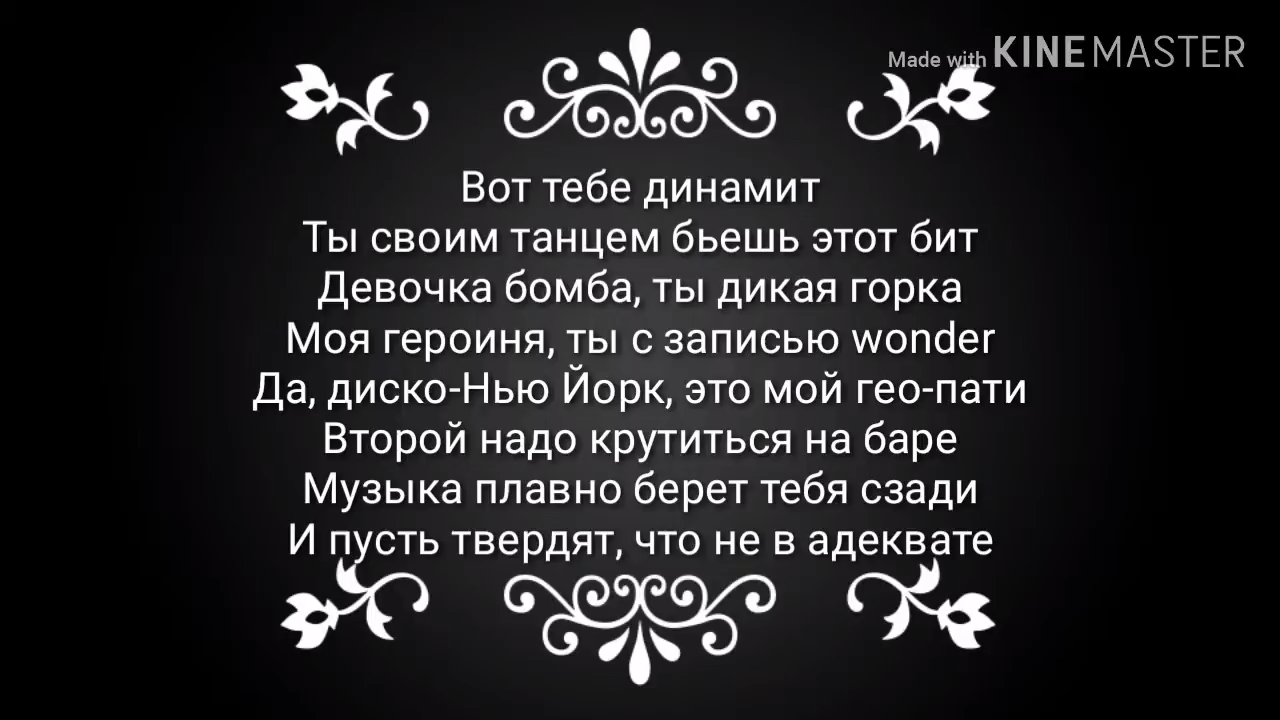 Made with KINEMASTER
Вот тебе динамит
Ты своим танцем бьешь этот бит
Девочка бомба, ты дикая горка
Моя героиня, ты с записью wonder
Да, диско-Нью Йорк, это мой гео-пати
Второй надо крутиться на баре
Музыка плавно берет тебя сзади
И пусть твердят, что не в адеквате